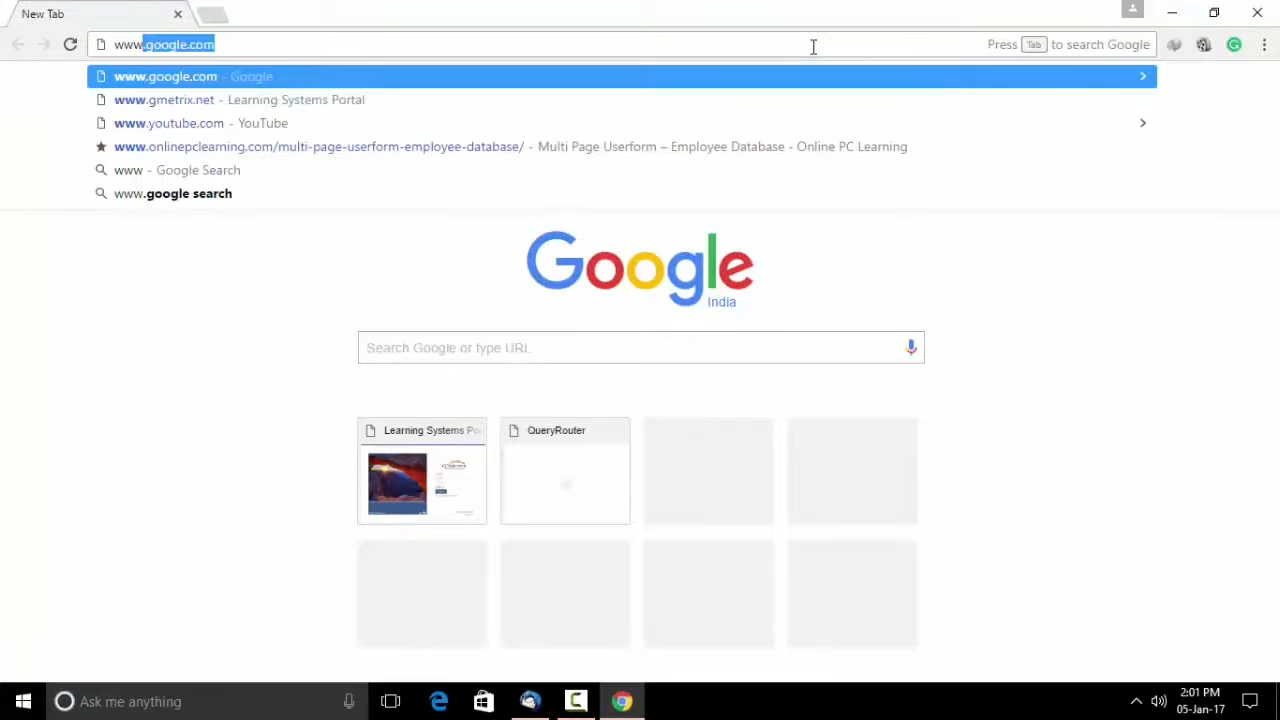 New Tab
www.google.com
Press Tab to search Google
www.google.com - Google
www.gmetrix.net - Learning Systems Portal
www.youtube.com - YouTube
www.onlinepclearning.com/multi-page-userform-employee-database/ - Multi Page Userform – Employee Database - Online PC Learning
www - Google Search
www.google search
Google
India
Search Google or type URL
Learning Systems Po
QueryRouter
Ask me anything
2:01 PM
05-Jan-17